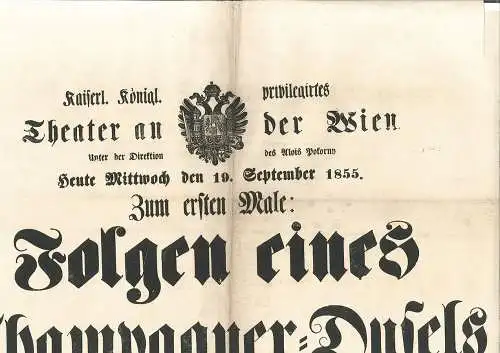 Kaiserl. Königl. privilegirtes
Theater an der Wien
Unter der Direktion des Alois Pokorny
Heute Mittwoch den 19. September 1855.
Zum ersten Male:
Folgen eines
Champagner-Dusels